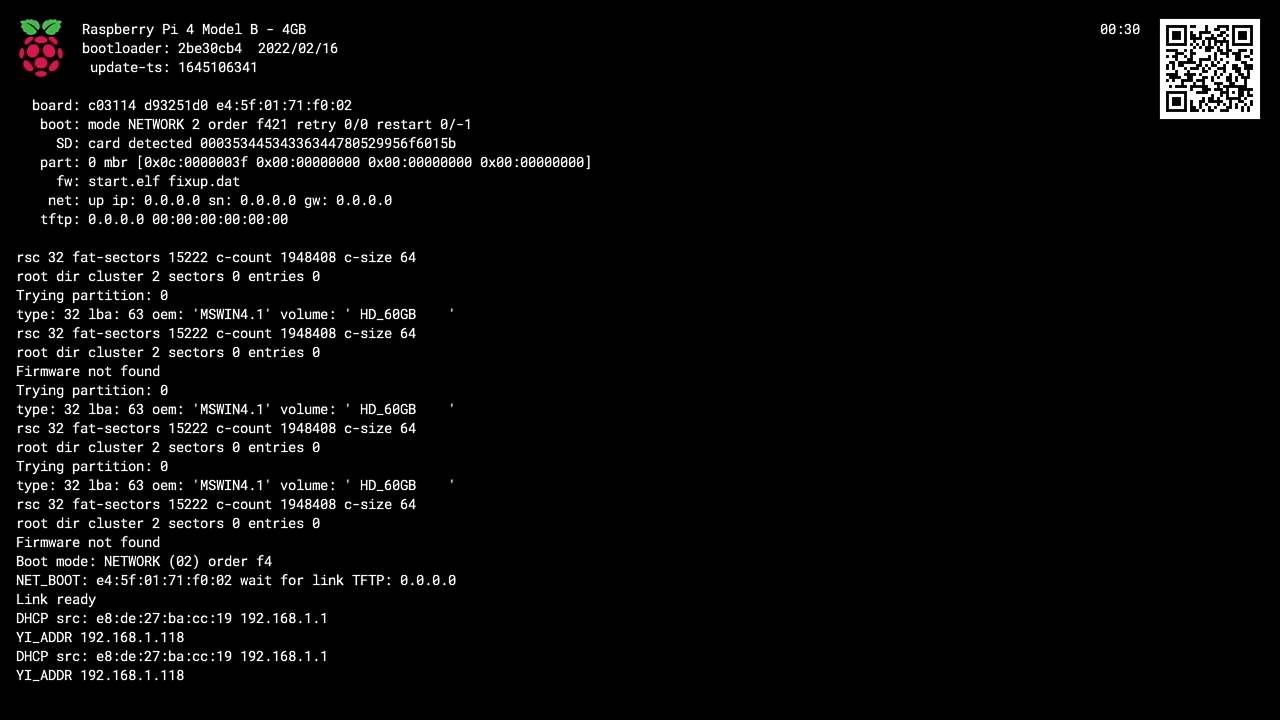 Raspberry Pi 4 Model B - 4GB
bootloader: 2be30cb4  2022/02/16
update-ts: 1645106341
00:30
board: c03114 d93251d0 e4:5f:01:71:f0:02
boot: mode NETWORK 2 order f421 retry 0/0 restart 0/-1
SD: card detected 00035344534336344780529956f6015b
part: 0 mbr [0x0c:0000003f 0x00:00000000 0x00:00000000 0x00:00000000]
fw: start.elf fixup.dat
net: up ip: 0.0.0.0 sn: 0.0.0.0 gw: 0.0.0.0
tftp: 0.0.0.0 00:00:00:00:00:00
rsc 32 fat-sectors 15222 c-count 1948408 c-size 64
root dir cluster 2 sectors 0 entries 0
Trying partition: 0
type: 32 lba: 63 oem: 'MSWIN4.1' volume: ' HD_60GB    '
rsc 32 fat-sectors 15222 c-count 1948408 c-size 64
root dir cluster 2 sectors 0 entries 0
Firmware not found
Trying partition: 0
type: 32 lba: 63 oem: 'MSWIN4.1' volume: ' HD_60GB    '
rsc 32 fat-sectors 15222 c-count 1948408 c-size 64
root dir cluster 2 sectors 0 entries 0
Trying partition: 0
type: 32 lba: 63 oem: 'MSWIN4.1' volume: ' HD_60GB    '
rsc 32 fat-sectors 15222 c-count 1948408 c-size 64
root dir cluster 2 sectors 0 entries 0
Firmware not found
Boot mode: NETWORK (02) order f4
NET_BOOT: e4:5f:01:71:f0:02 wait for link TFTP: 0.0.0.0
Link ready
DHCP src: e8:de:27:ba:cc:19 192.168.1.1
YI_ADDR 192.168.1.118
DHCP src: e8:de:27:ba:cc:19 192.168.1.1
YI_ADDR 192.168.1.118